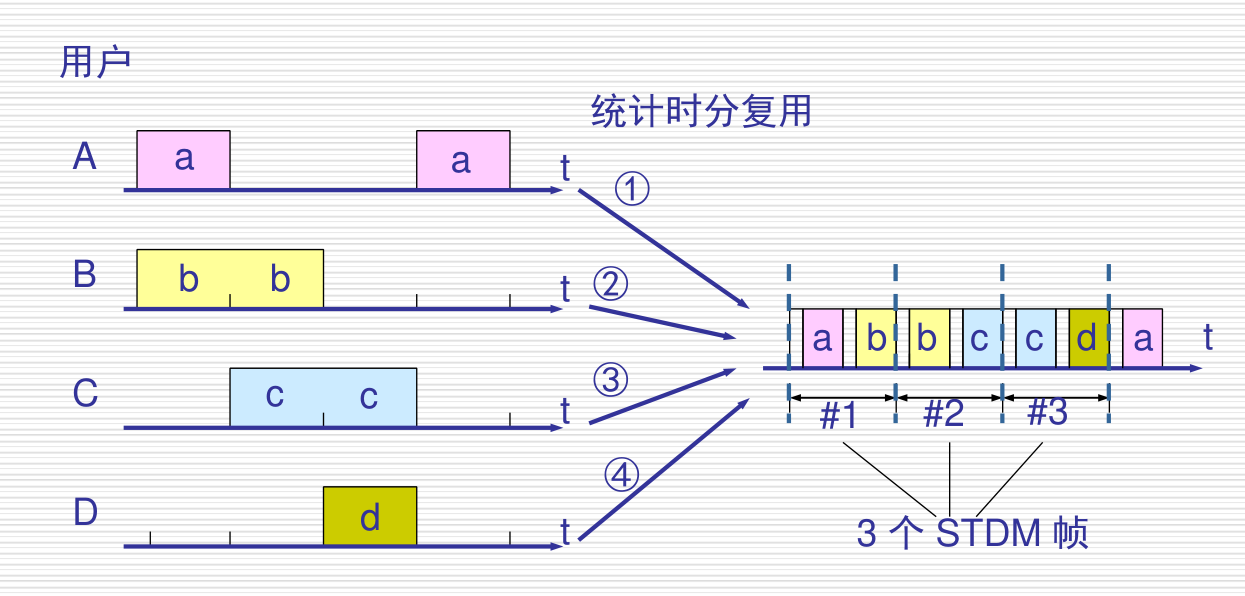 用户
统计时分复用
A a a t
①
B b b t
②
a b b c c d a t
C c c t
③
#1 #2 #3
④
D d t
3 个 STDM 帧